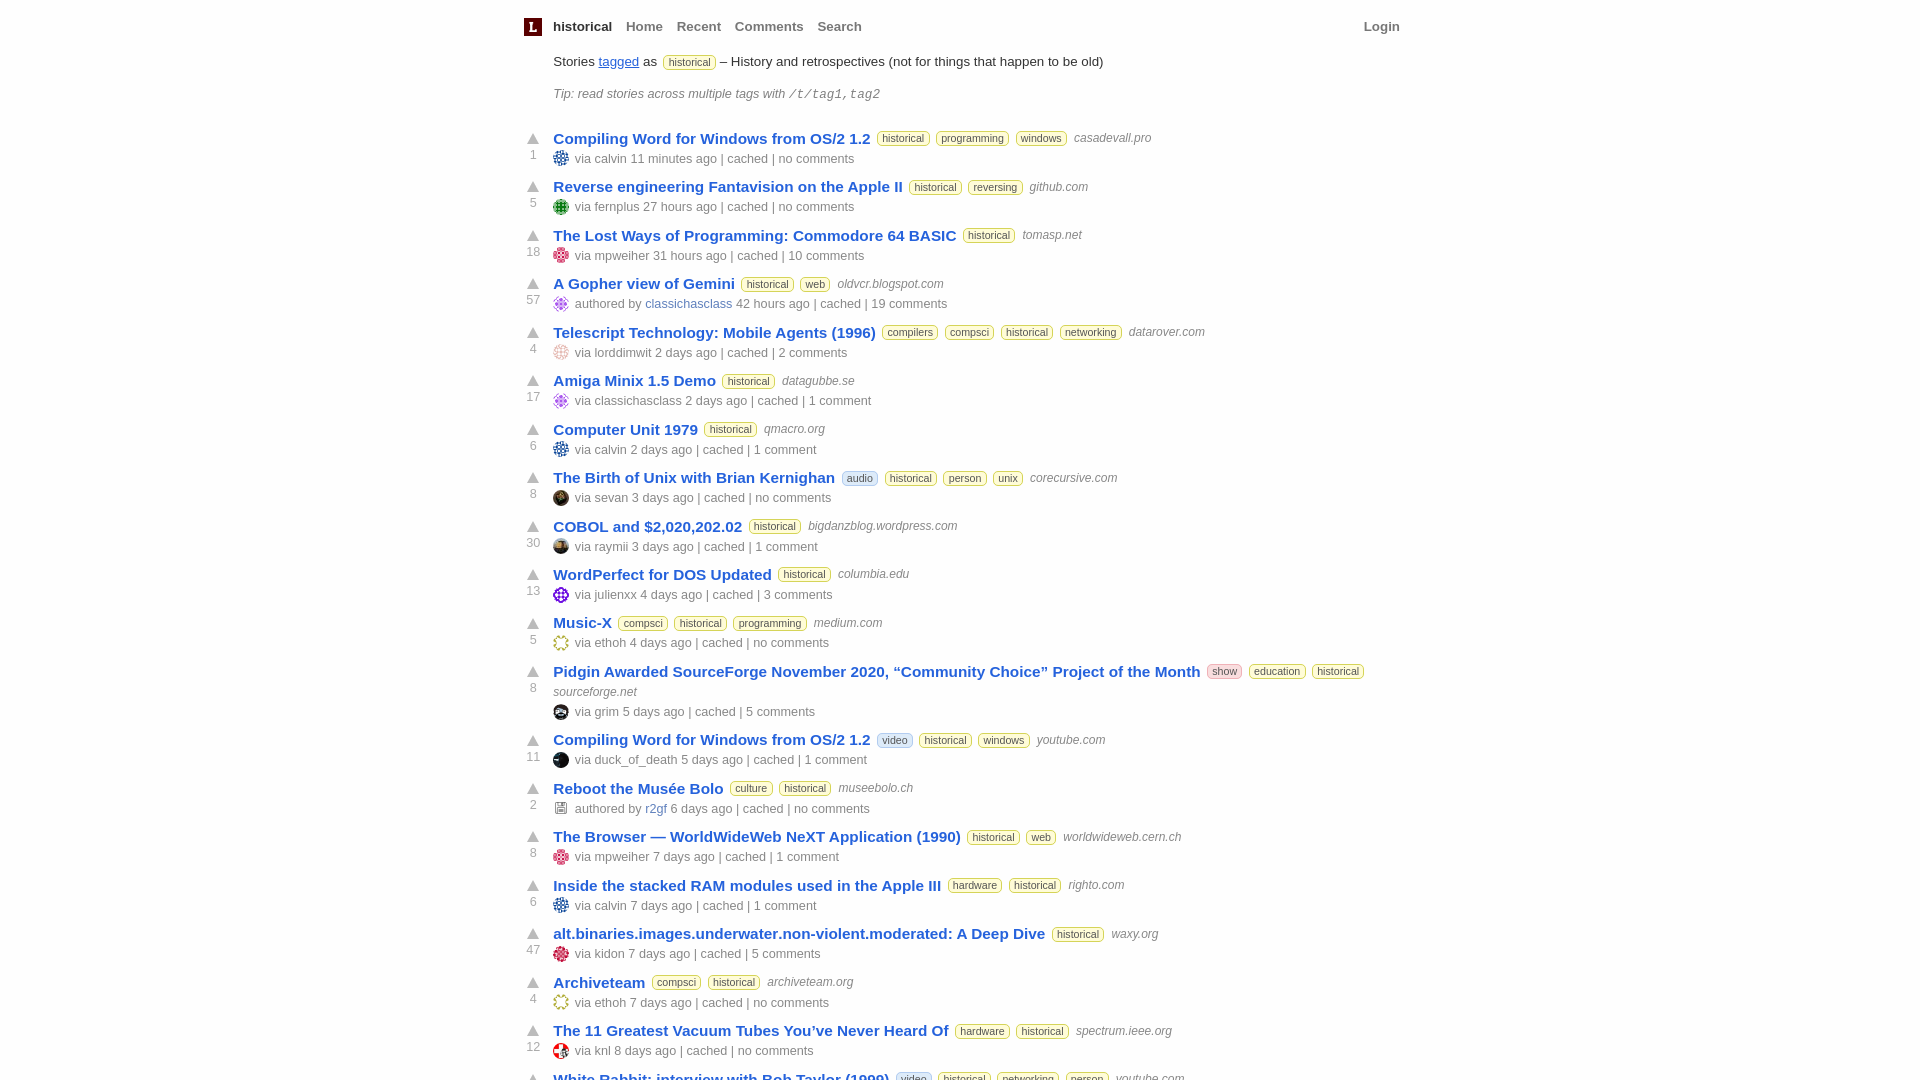 L historical Home Recent Comments Search Login
Stories tagged as historical – History and retrospectives (not for things that happen to be old)
Tip: read stories across multiple tags with /t/tag1,tag2
Compiling Word for Windows from OS/2 1.2 historical programming windows casadevall.pro
1 via calvin 11 minutes ago | cached | no comments
Reverse engineering Fantavision on the Apple II historical reversing github.com
5 via fernplus 27 hours ago | cached | no comments
The Lost Ways of Programming: Commodore 64 BASIC historical tomasp.net
18 via mpweiher 31 hours ago | cached | 10 comments
A Gopher view of Gemini historical web oldvcr.blogspot.com
57 authored by classichasclass 42 hours ago | cached | 19 comments
Telescript Technology: Mobile Agents (1996) compilers compsci historical networking datarover.com
4 via lorddimwit 2 days ago | cached | 2 comments
Amiga Minix 1.5 Demo historical datagubbe.se
17 via classichasclass 2 days ago | cached | 1 comment
Computer Unit 1979 historical qmacro.org
6 via calvin 2 days ago | cached | 1 comment
The Birth of Unix with Brian Kernighan audio historical person unix corecursive.com
8 via sevan 3 days ago | cached | no comments
COBOL and $2,020,202.02 historical bigdanzblog.wordpress.com
30 via raymii 3 days ago | cached | 1 comment
WordPerfect for DOS Updated historical columbia.edu
13 via julienxx 4 days ago | cached | 3 comments
Music-X compsci historical programming medium.com
5 via ethoh 4 days ago | cached | no comments
Pidgin Awarded SourceForge November 2020, “Community Choice” Project of the Month show education historical
sourceforge.net
8 via grim 5 days ago | cached | 5 comments
Compiling Word for Windows from OS/2 1.2 video historical windows youtube.com
11 via duck_of_death 5 days ago | cached | 1 comment
Reboot the Musée Bolo culture historical museebolo.ch
2 authored by r2gf 6 days ago | cached | no comments
The Browser — WorldWideWeb NeXT Application (1990) historical web worldwideweb.cern.ch
8 via mpweiher 7 days ago | cached | 1 comment
Inside the stacked RAM modules used in the Apple III hardware historical righto.com
6 via calvin 7 days ago | cached | 1 comment
alt.binaries.images.underwater.non-violent.moderated: A Deep Dive historical waxy.org
47 via kidon 7 days ago | cached | 5 comments
Archiveteam compsci historical archiveteam.org
4 via ethoh 7 days ago | cached | no comments
The 11 Greatest Vacuum Tubes You’ve Never Heard Of hardware historical spectrum.ieee.org
12 via knl 8 days ago | cached | no comments
White Rabbit: interview with Bob Taylor (1999) video historical networking person youtube.com